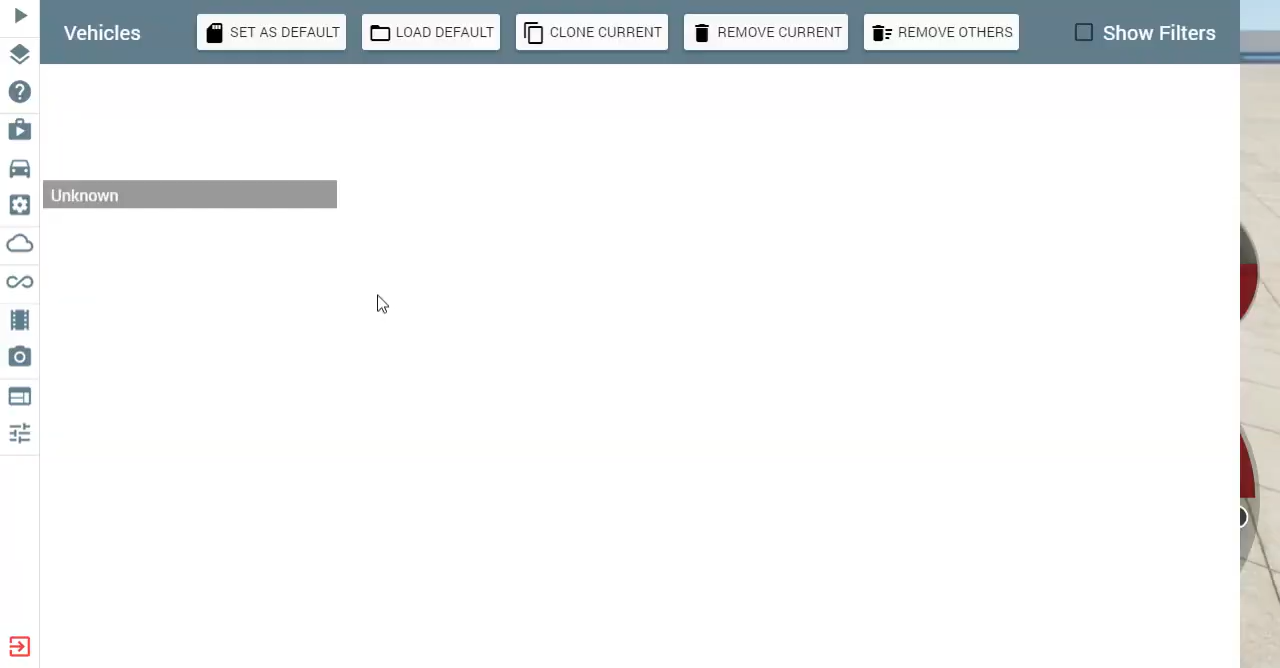 Vehicles
SET AS DEFAULT
LOAD DEFAULT
CLONE CURRENT
REMOVE CURRENT
REMOVE OTHERS
Show Filters
Unknown